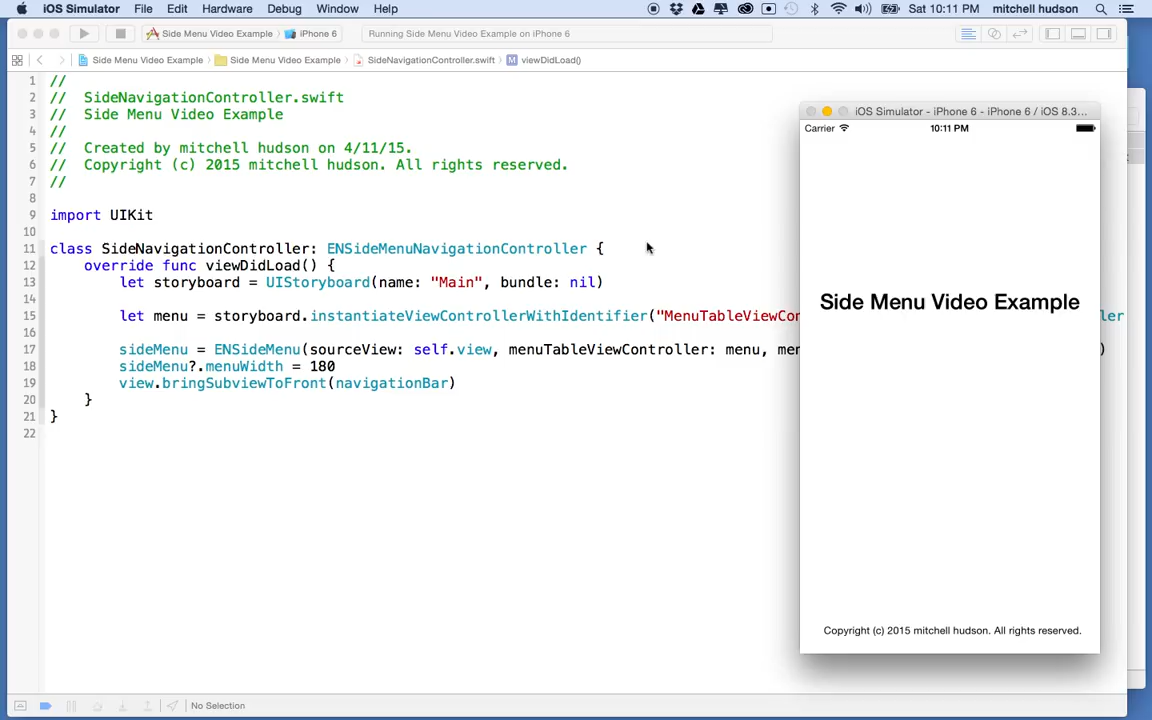 iOS Simulator File Edit Hardware Debug Window Help Sat 10:11 PM mitchell hudson
Side Menu Video Example iPhone 6 Running Side Menu Video Example on iPhone 6
Side Menu Video Example Side Menu Video Example SideNavigationController.swift M viewDidLoad()
1 //
2 // SideNavigationController.swift
3 // Side Menu Video Example
4 //
5 // Created by mitchell hudson on 4/11/15.
6 // Copyright (c) 2015 mitchell hudson. All rights reserved.
7 //
8
9 import UIKit
10
11 class SideNavigationController: ENSideMenuNavigationController {
12 override func viewDidLoad() {
13 let storyboard = UIStoryboard(name: "Main", bundle: nil)
14
15 let menu = storyboard.instantiateViewControllerWithIdentifier("MenuTableViewCon ler
16
17 sideMenu = ENSideMenu(sourceView: self.view, menuTableViewController: menu, men )
18 sideMenu?.menuWidth = 180
19 view.bringSubviewToFront(navigationBar)
20 }
21 }
22
iOS Simulator - iPhone 6 - iPhone 6 / iOS 8.3...
Carrier 10:11 PM
Side Menu Video Example
Copyright (c) 2015 mitchell hudson. All rights reserved.
No Selection